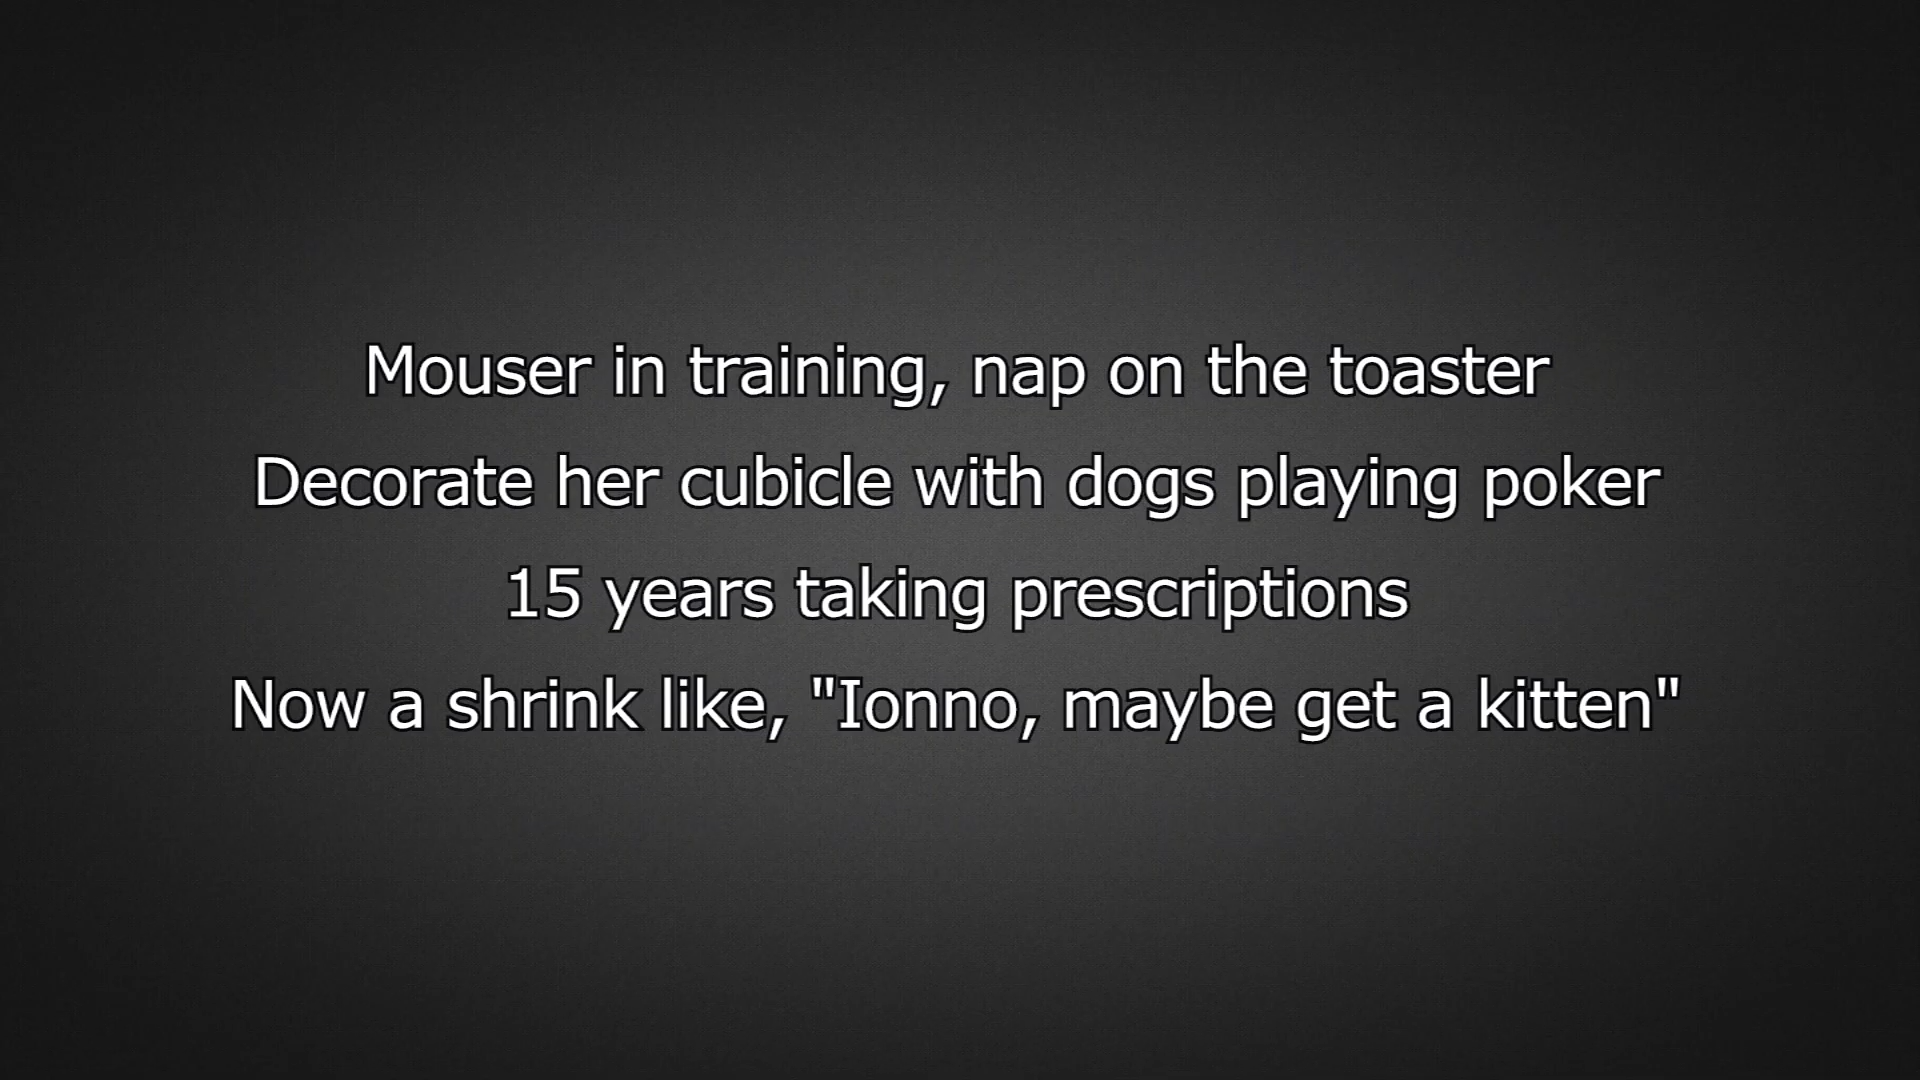 Mouser in training, nap on the toaster
Decorate her cubicle with dogs playing poker
15 years taking prescriptions
Now a shrink like, "Ionno, maybe get a kitten"